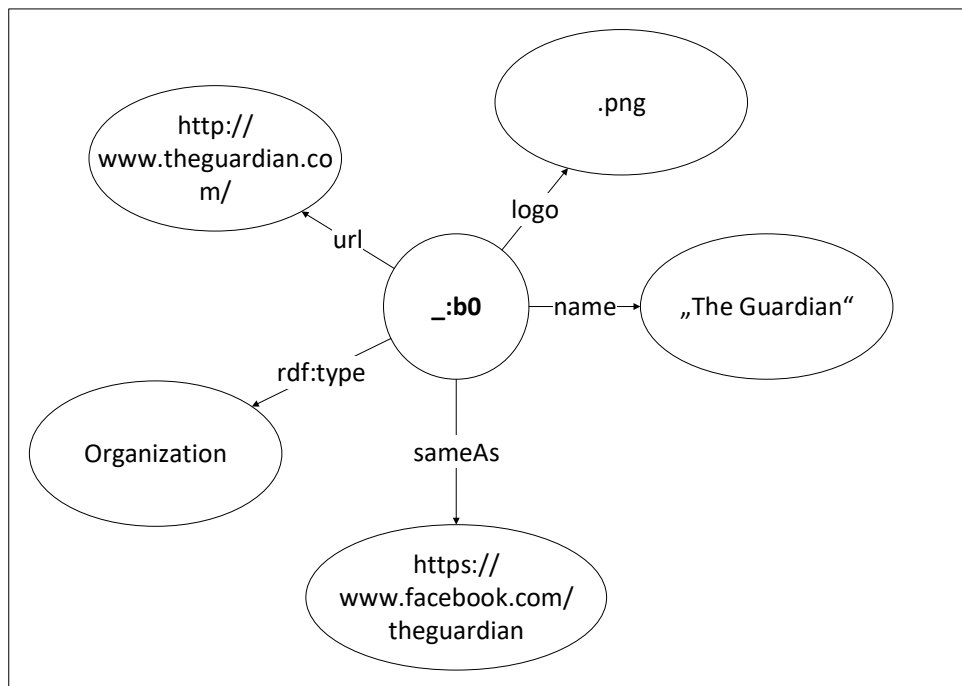 .png
http://
www.theguardian.co
m/
logo
url
_:b0
name
„The Guardian“
rdf:type
Organization
sameAs
https://
www.facebook.com/
theguardian